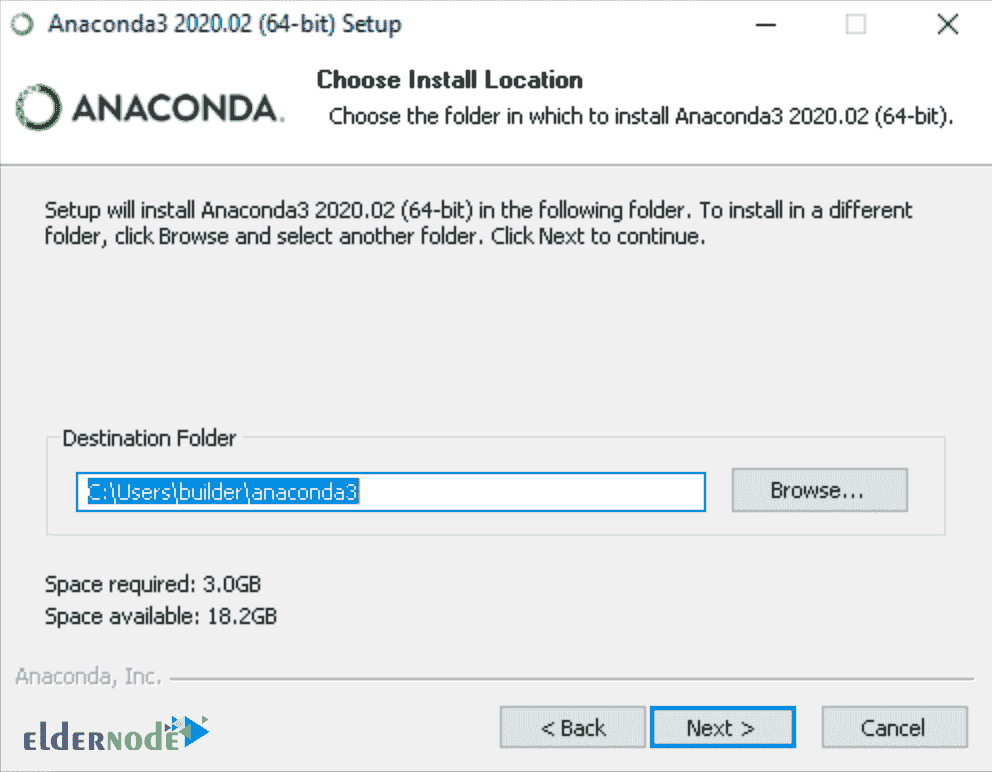 Anaconda3 2020.02 (64-bit) Setup
ANACONDA.
Choose Install Location
Choose the folder in which to install Anaconda3 2020.02 (64-bit).
Setup will install Anaconda3 2020.02 (64-bit) in the following folder. To install in a different
folder, click Browse and select another folder. Click Next to continue.
Destination Folder
C:\Users\builder\anaconda3
Browse...
Space required: 3.0GB
Space available: 18.2GB
Anaconda, Inc.
eldernode
< Back
Next >
Cancel